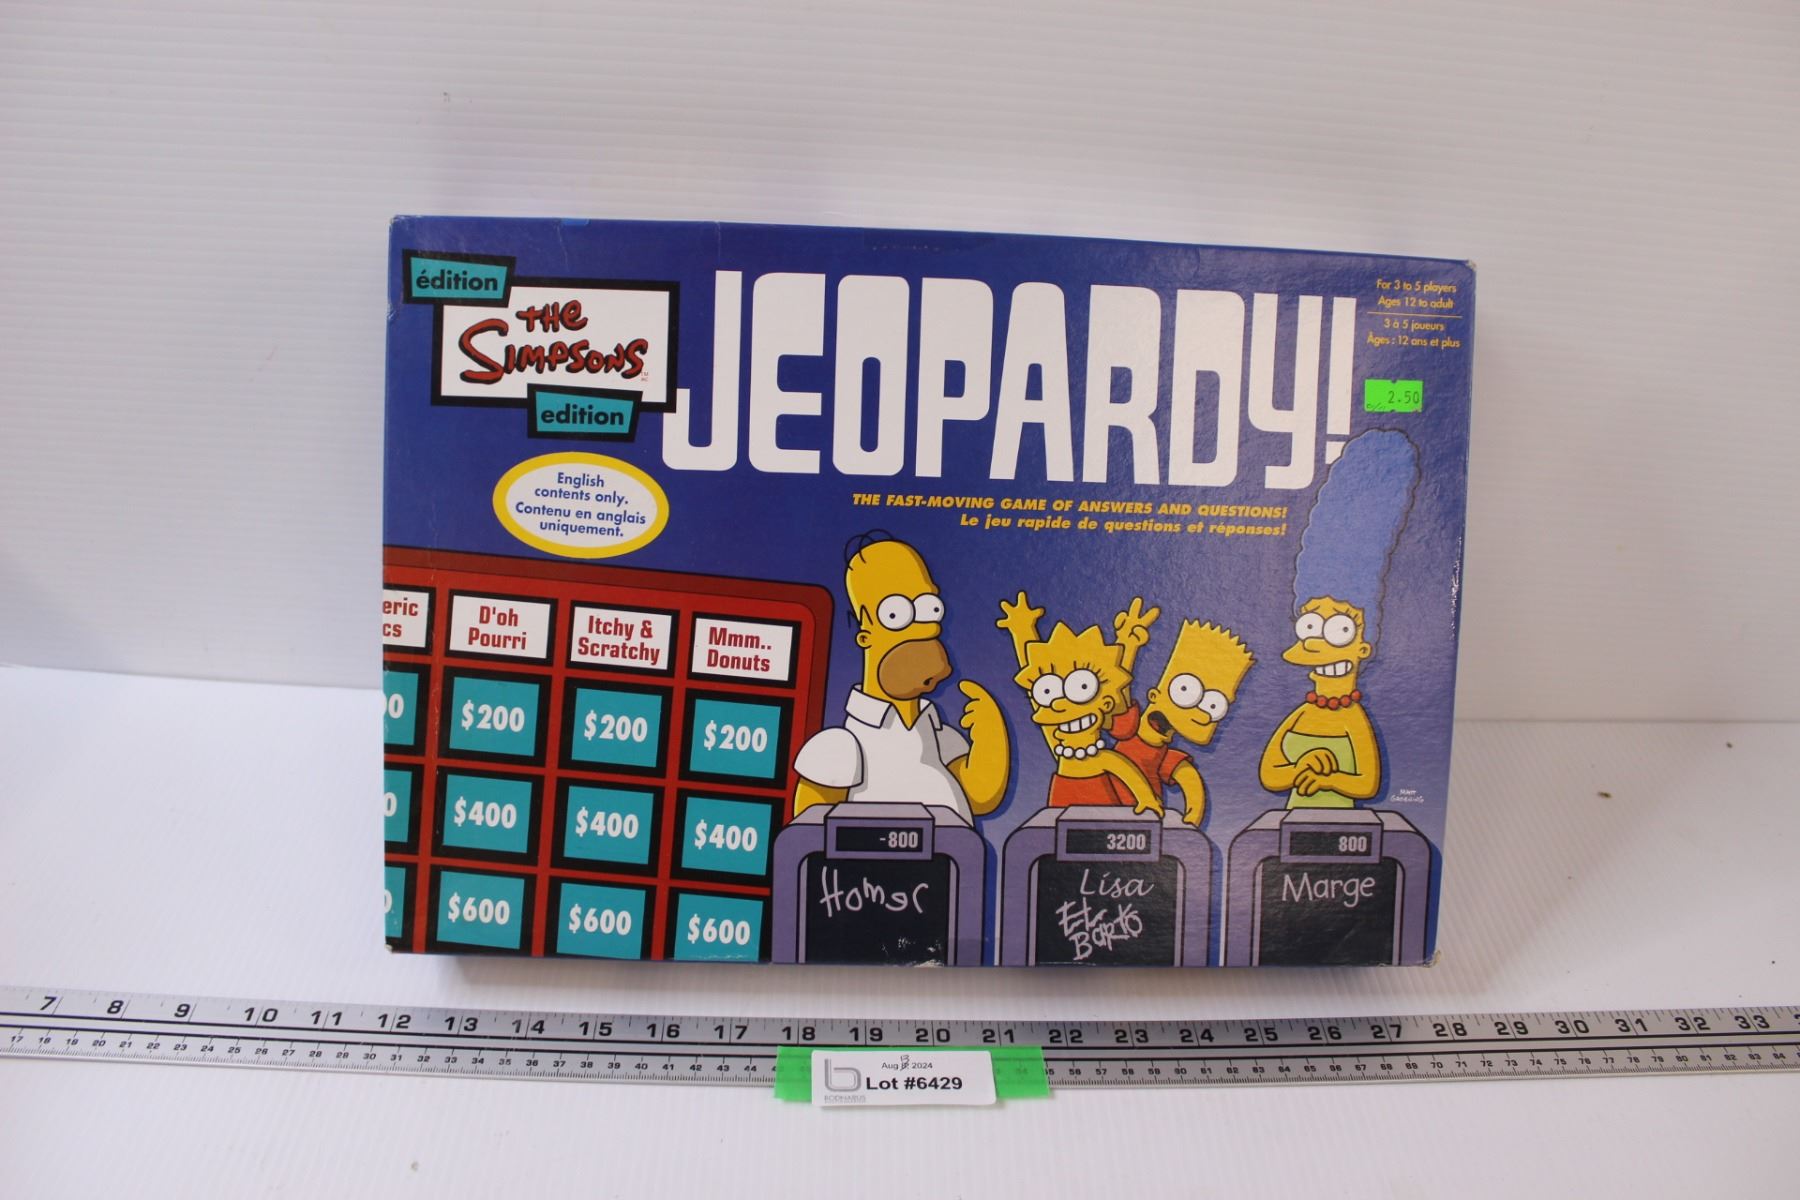 édition
THE
SIMPSONS
edition
JEOPARDY!
For 3 to 5 players
Ages 12 to adult
3 à 5 joueurs
Âges : 12 ans et plus
2.50
English
contents only.
Contenu en anglais
uniquement.
THE FAST-MOVING GAME OF ANSWERS AND QUESTIONS!
Le jeu rapide de questions et réponses!
eric
cs
D'oh
Pourri
Itchy &
Scratchy
Mmm..
Donuts
$200 $200 $200
$400 $400 $400
$600 $600 $600
-800
Homer
3200
Lisa
EL
BARTO
800
Marge
MATT
GROENING
7 8 9 10 11 12 13 14 15 16 17 18 19 20 21 22 23 24 25 26 27 28 29 30 31 32 33
Lot #6429
BODNARUS